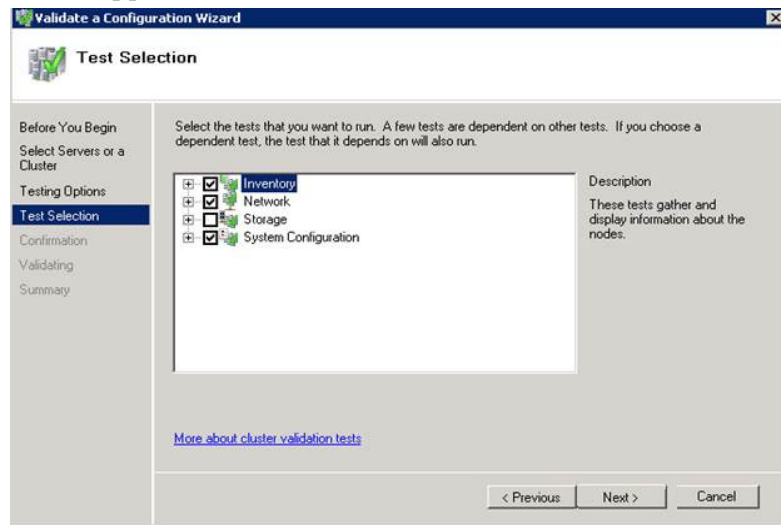 Validate a Configuration Wizard
Test Selection
Before You Begin
Select Servers or a
Cluster
Testing Options
Test Selection
Confirmation
Validating
Summary
Select the tests that you want to run. A few tests are dependent on other tests. If you choose a
dependent test, the test that it depends on will also run.
Inventory
Network
Storage
System Configuration
Description
These tests gather and
display information about the
nodes.
More about cluster validation tests
< Previous
Next >
Cancel